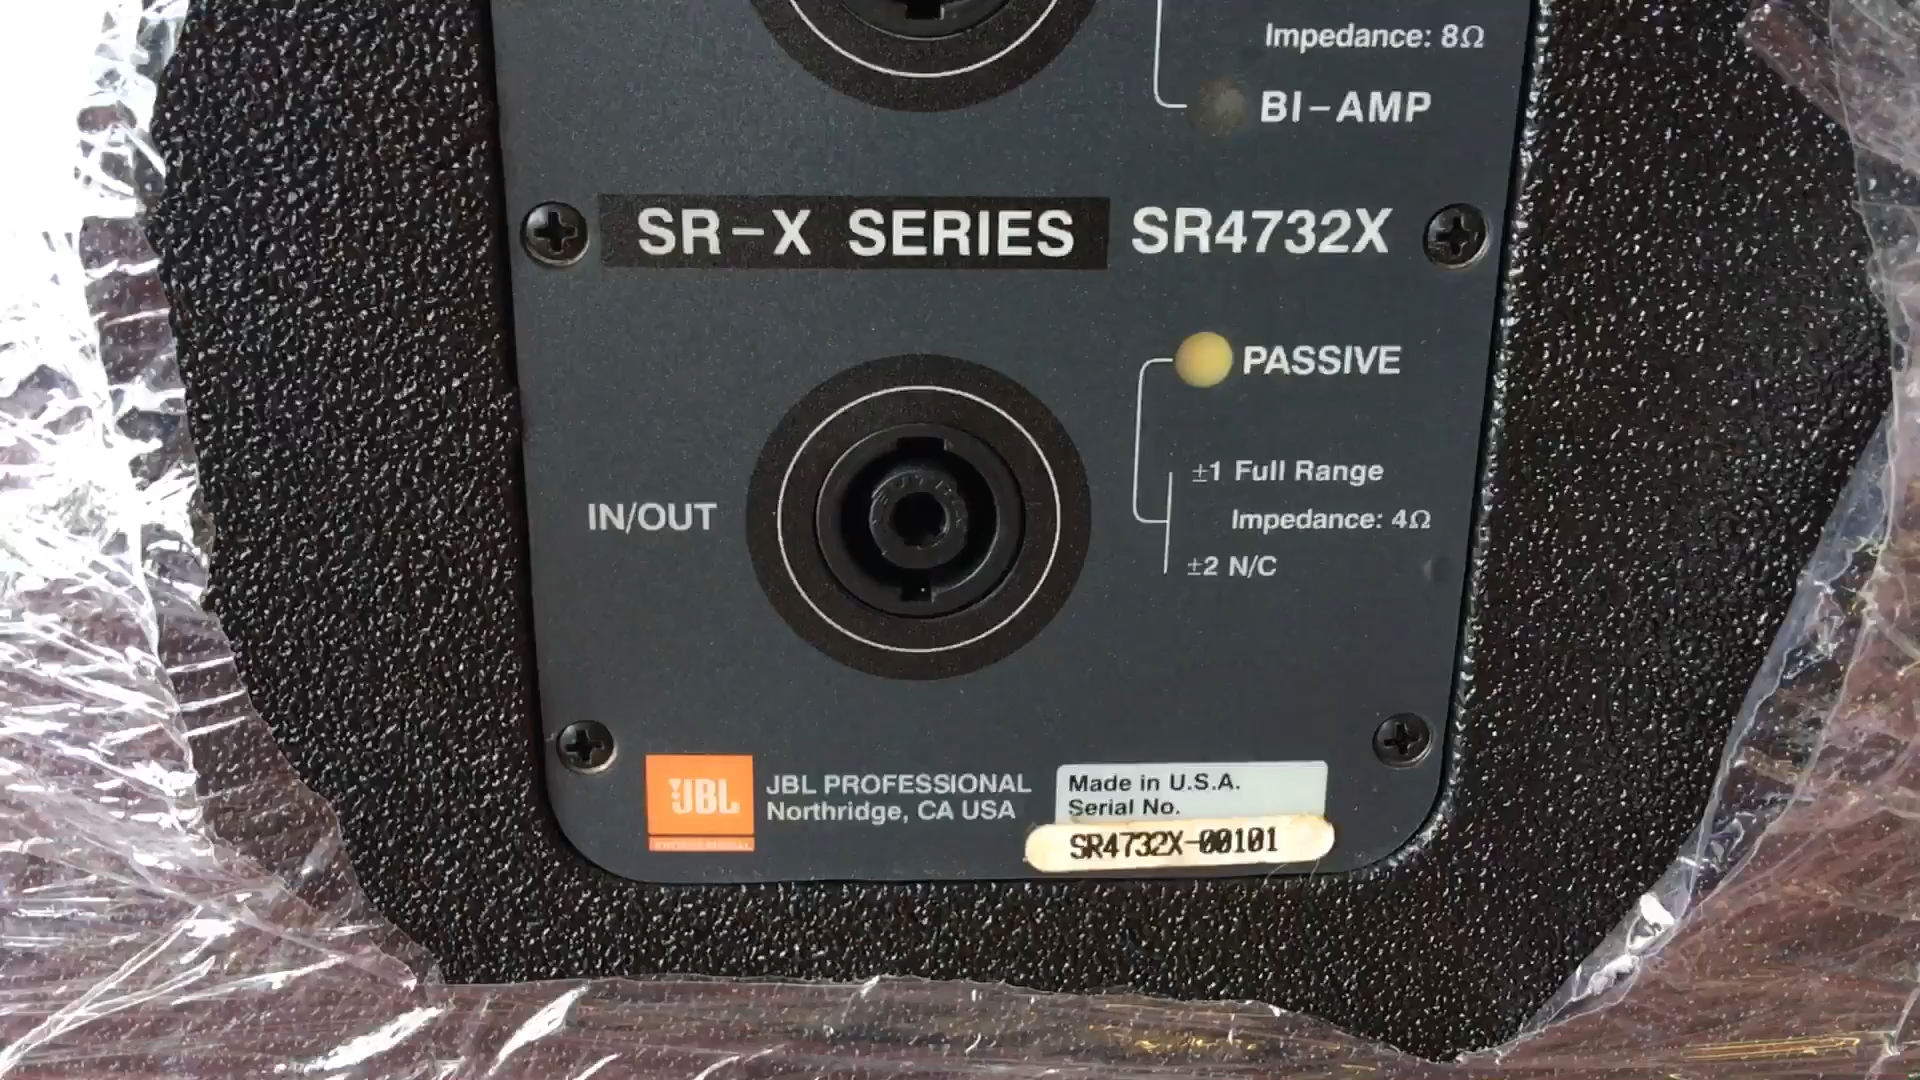 Impedance: 8Ω
BI-AMP
SR-X SERIES SR4732X
PASSIVE
±1 Full Range
IN/OUT
Impedance: 4Ω
±2 N/C
JBL
PROFESSIONAL
JBL PROFESSIONAL
Northridge, CA USA
Made in U.S.A.
Serial No.
SR4732X-00101